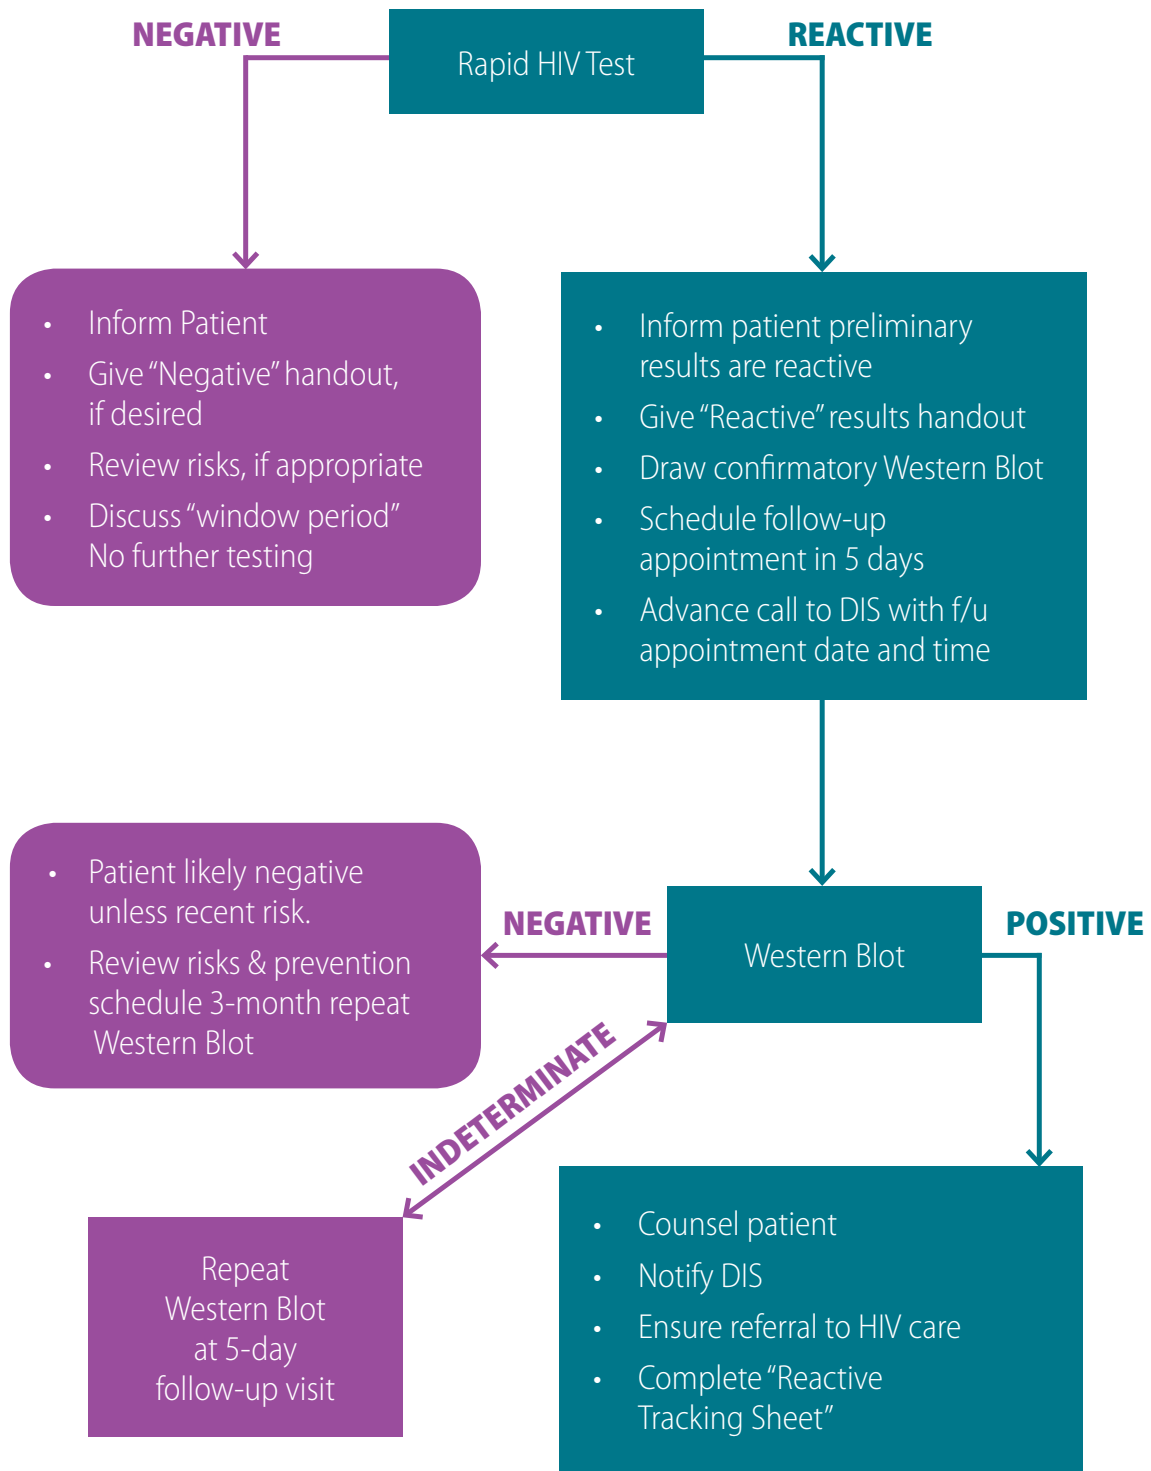 NEGATIVE
Rapid HIV Test
REACTIVE
• Inform Patient
• Give “Negative” handout,
if desired
• Review risks, if appropriate
• Discuss “window period”
No further testing
• Inform patient preliminary
results are reactive
• Give “Reactive” results handout
• Draw confirmatory Western Blot
• Schedule follow-up
appointment in 5 days
• Advance call to DIS with f/u
appointment date and time
• Patient likely negative
unless recent risk.
• Review risks & prevention
schedule 3-month repeat
Western Blot
NEGATIVE
Western Blot
POSITIVE
INDETERMINATE
Repeat
Western Blot
at 5-day
follow-up visit
• Counsel patient
• Notify DIS
• Ensure referral to HIV care
• Complete “Reactive
Tracking Sheet”